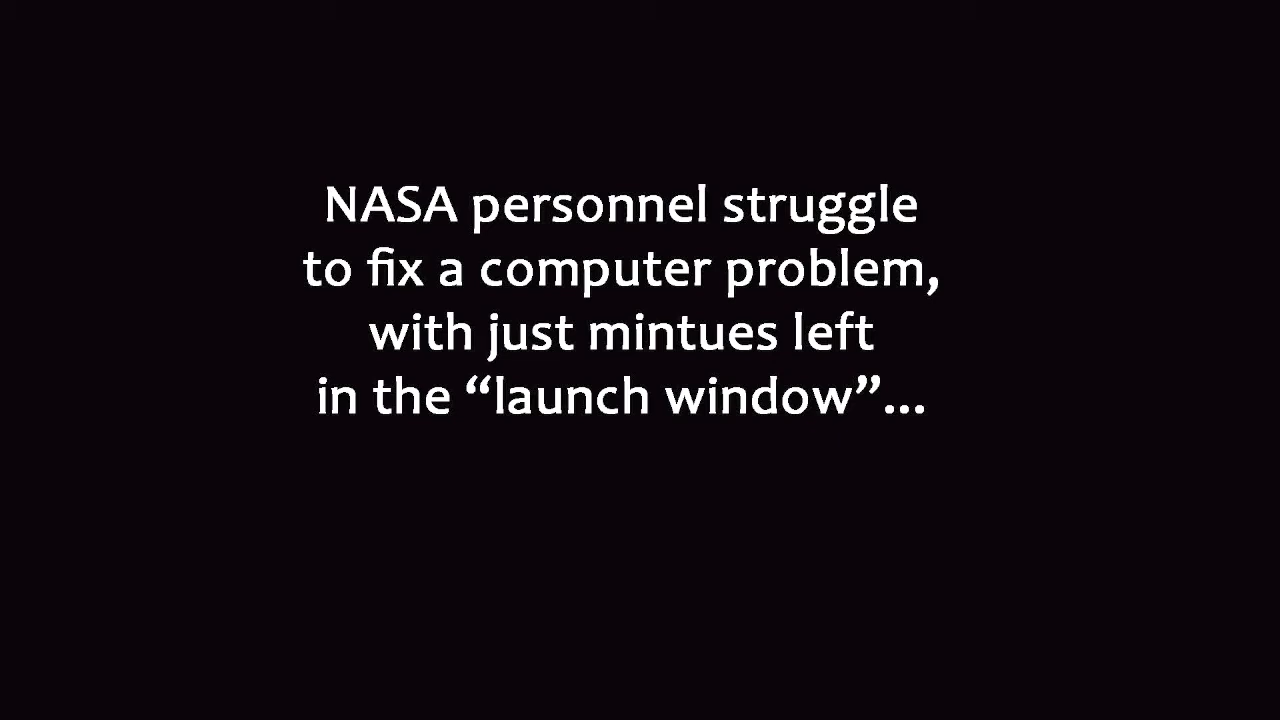 NASA personnel struggle
to fix a computer problem,
with just mintues left
in the “launch window”...